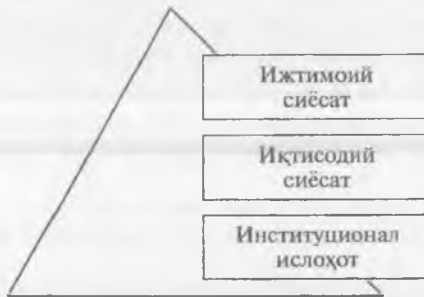 Ижтимоий
сиёсат
Иқтисодий
сиёсат
Институционал
ислоҳот